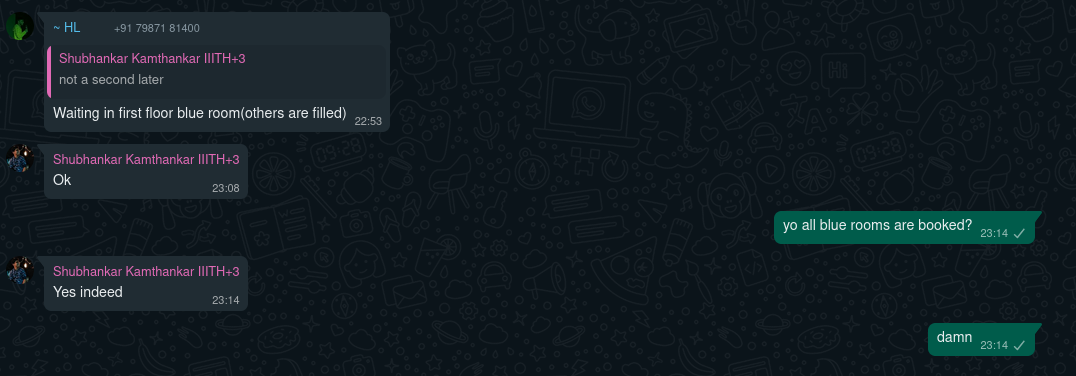 ~ HL +91 79871 81400
Shubhankar Kamthankar IIITH+3
not a second later
Waiting in first floor blue room(others are filled) 22:53
Shubhankar Kamthankar IIITH+3
Ok 23:08
yo all blue rooms are booked? 23:14
Shubhankar Kamthankar IIITH+3
Yes indeed 23:14
damn 23:14